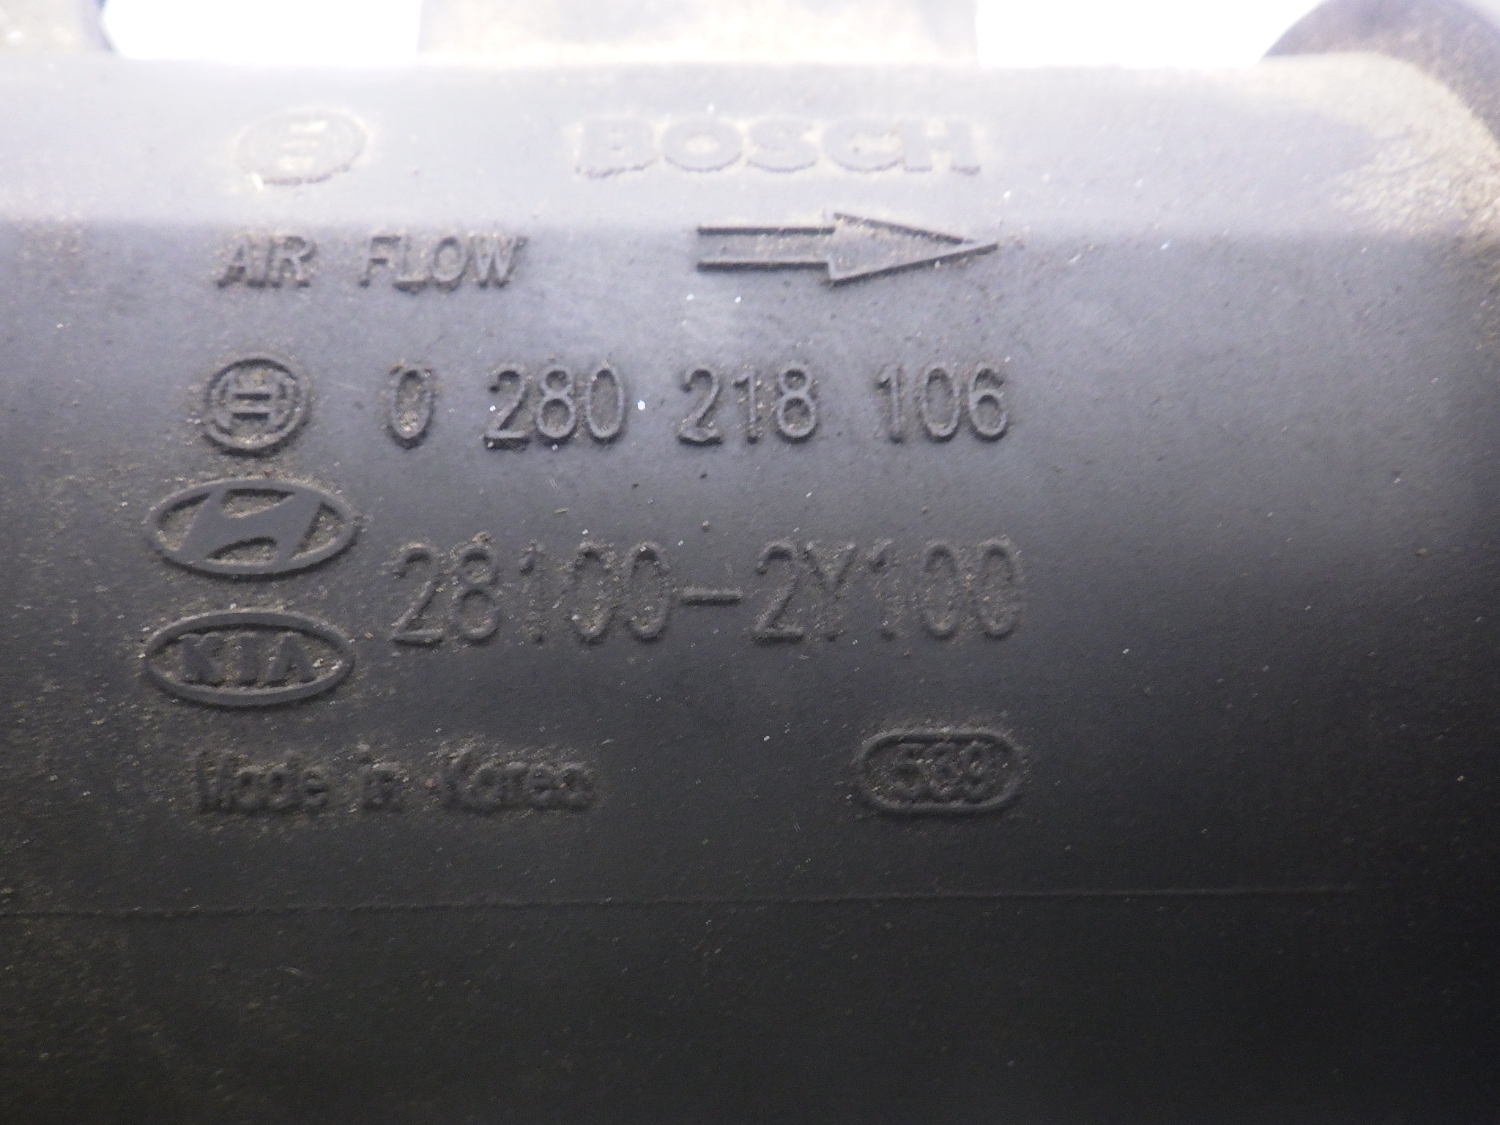 BOSCH
AIR FLOW
0 280 218 106
28100-2Y100
KIA
Made in Korea
539